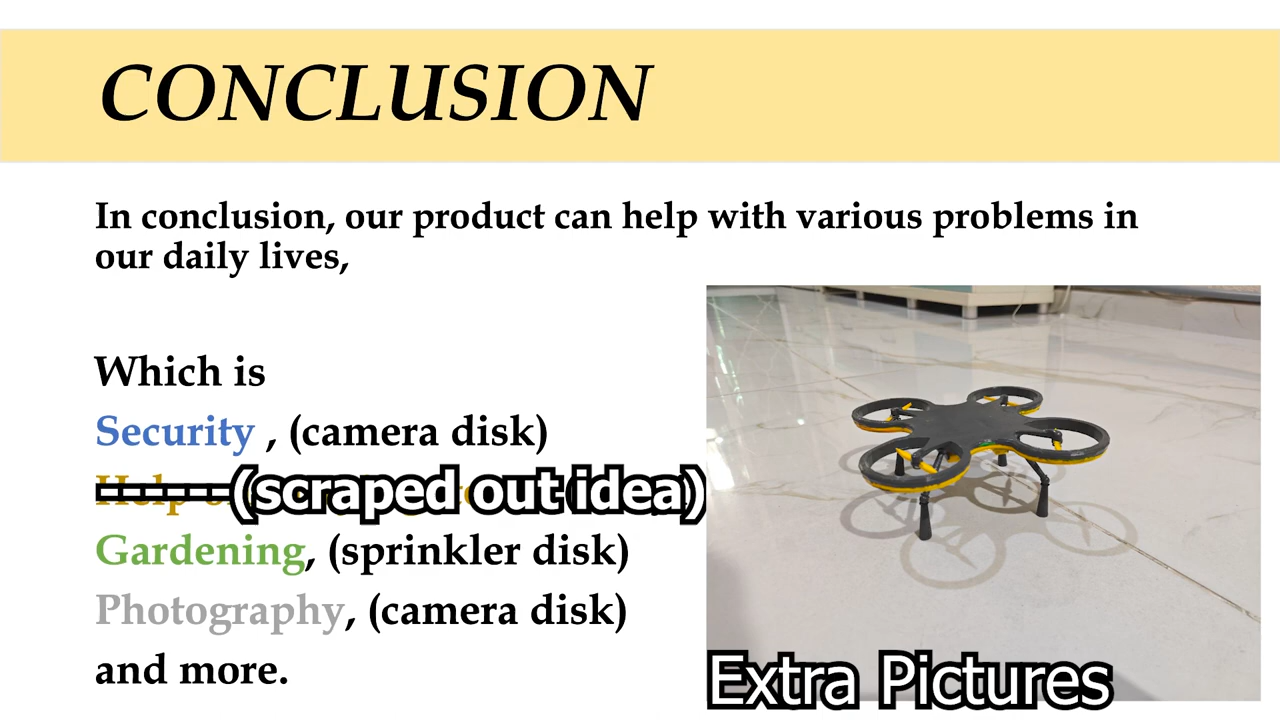 CONCLUSION
In conclusion, our product can help with various problems in
our daily lives,
Which is
Security , (camera disk)
Help (scraped out idea)
Gardening, (sprinkler disk)
Photography, (camera disk)
and more.
Extra Pictures